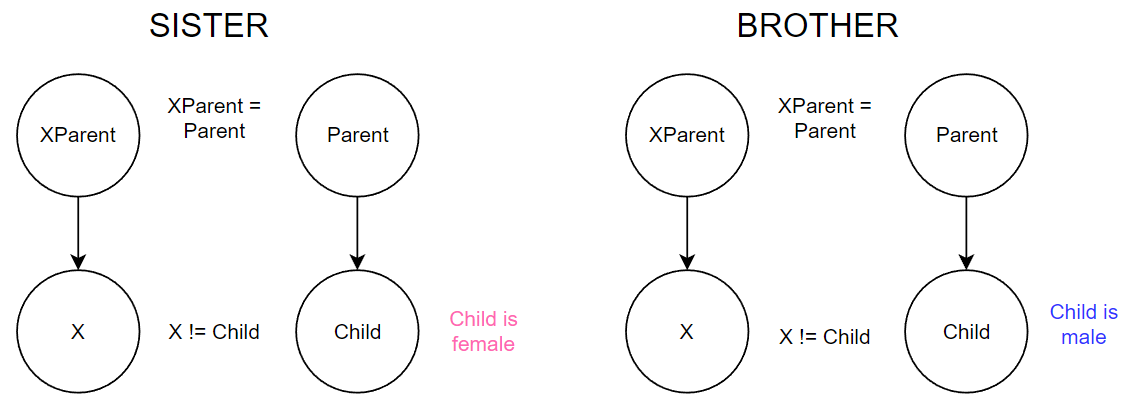 SISTER
XParent =
Parent
XParent
Parent
X
X != Child
Child
Child is
female
BROTHER
XParent =
Parent
XParent
Parent
X
X != Child
Child
Child is
male